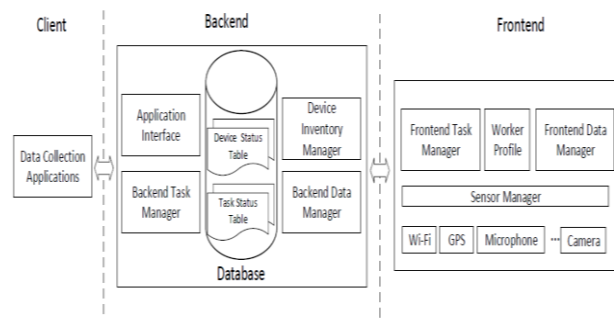 Client
Backend
Frontend
Data Collection
Applications
Application
Interface
Backend Task
Manager
Device Status
Table
Task Status
Table
Device
Inventory
Manager
Backend Data
Manager
Database
Frontend Task
Manager
Worker
Profile
Frontend Data
Manager
Sensor Manager
Wi-Fi
GPS
Microphone
...
Camera